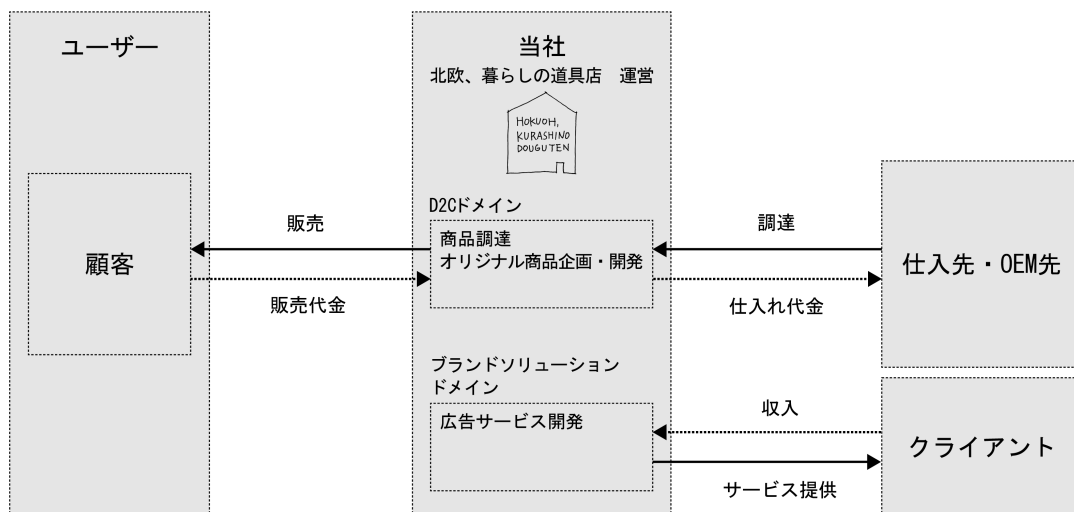 ユーザー
顧客
販売
販売代金
当社
北欧、暮らしの道具店　運営
HOKUOH,
KURASHINO
DOUGUTEN
D2Cドメイン
商品調達
オリジナル商品企画・開発
ブランドソリューション
ドメイン
広告サービス開発
調達
仕入れ代金
収入
サービス提供
仕入先・OEM先
クライアント